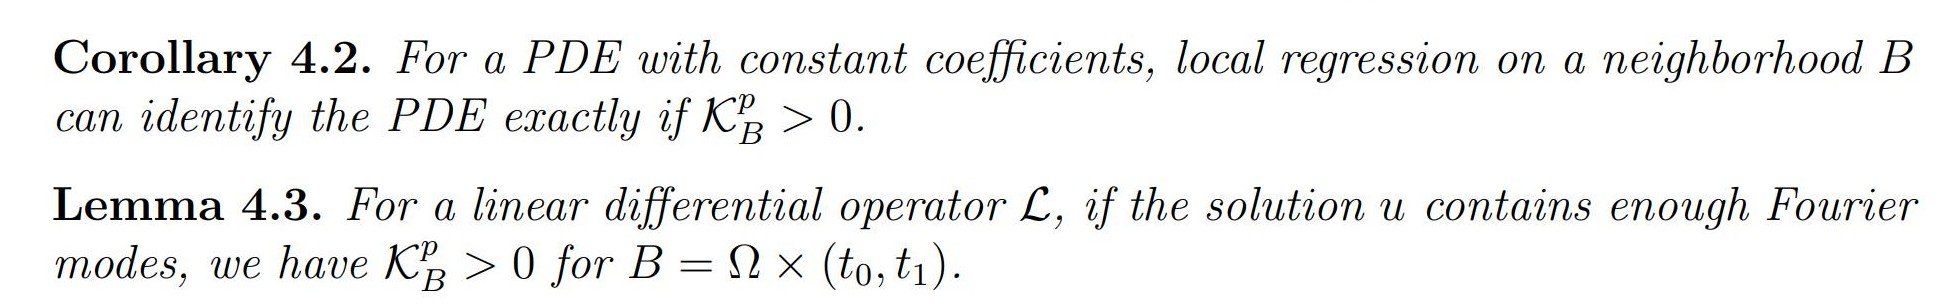 Corollary 4.2. For a PDE with constant coefficients, local regression on a neighborhood B
can identify the PDE exactly if $\mathcal{K}_B^p > 0$.
Lemma 4.3. For a linear differential operator $\mathcal{L}$, if the solution u contains enough Fourier
modes, we have $\mathcal{K}_B^p > 0$ for $B = \Omega \times (t_0, t_1)$.